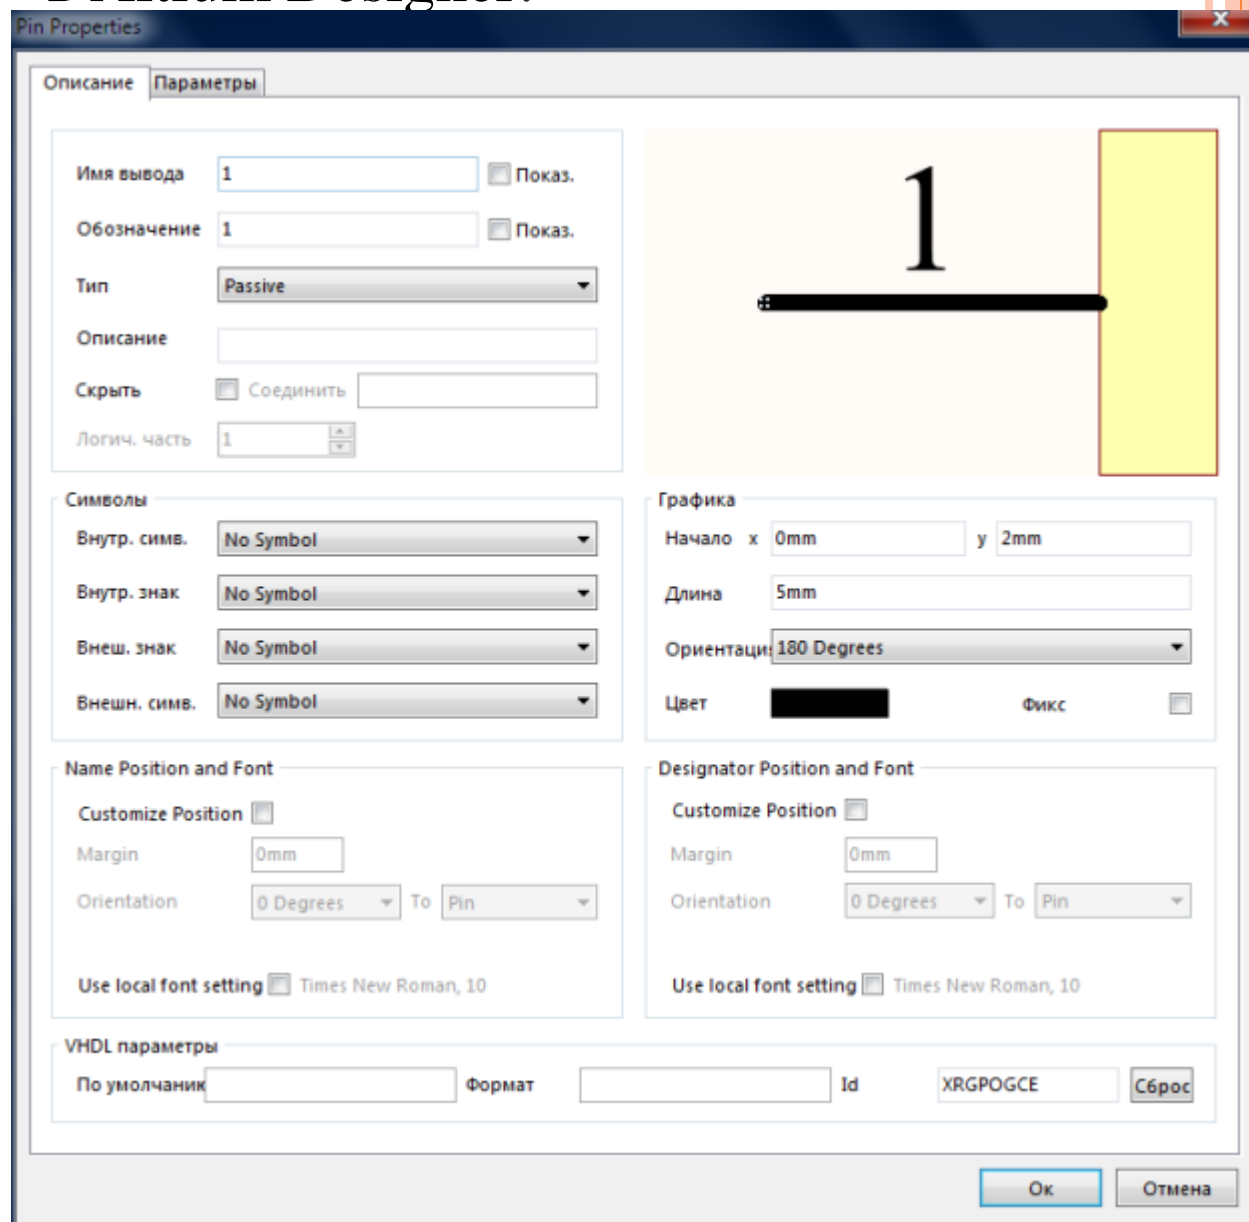 Designer.
Pin Properties
x
Описание Параметры
Имя вывода 1 Показ.
Обозначение 1 Показ.
Тип Passive
Описание
Скрыть Соединить
Логич. часть 1
1
Символы
Внутр. симв. No Symbol
Внутр. знак No Symbol
Внеш. знак No Symbol
Внешн. симв. No Symbol
Графика
Начало x 0mm y 2mm
Длина 5mm
Ориентаци 180 Degrees
Цвет Фикс
Name Position and Font
Customize Position
Margin 0mm
Orientation 0 Degrees To Pin
Use local font setting Times New Roman, 10
Designator Position and Font
Customize Position
Margin 0mm
Orientation 0 Degrees To Pin
Use local font setting Times New Roman, 10
VHDL параметры
По умолчанию Формат Id XRGPOGCE Сброс
Ок Отмена